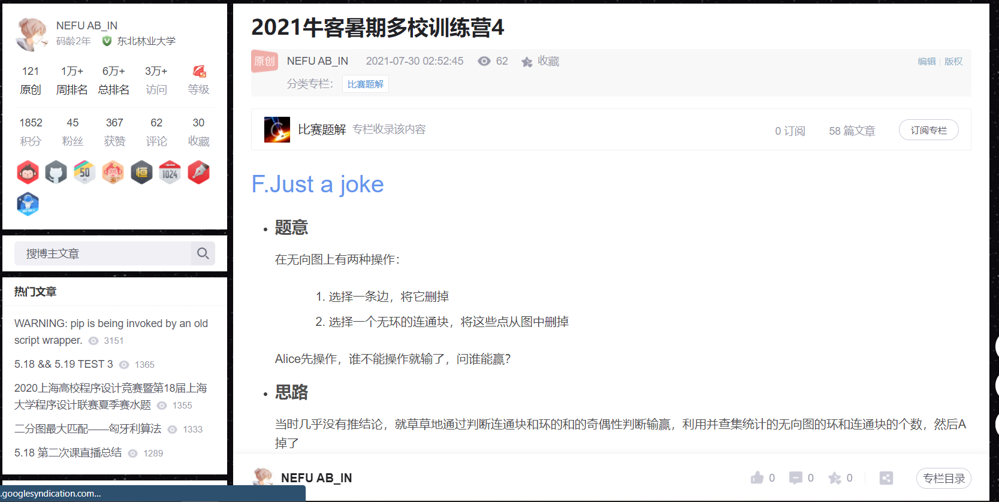 NEFU AB_IN
码龄2年 东北林业大学
121 1万+ 6万+ 3万+
原创 周排名 总排名 访问 等级
1852 45 367 62 30
积分 粉丝 获赞 评论 收藏
50 30 恒 1024
搜博主文章
热门文章
WARNING: pip is being invoked by an old
script wrapper. 3151
5.18 && 5.19 TEST 3 1365
2020上海高校程序设计竞赛暨第18届上海
大学程序设计联赛夏季赛水题 1355
二分图最大匹配——匈牙利算法 1333
5.18 第二次课直播总结 1289
.googlesyndication.com...
2021牛客暑期多校训练营4
原创 NEFU AB_IN 2021-07-30 02:52:45 62 收藏 编辑 版权
分类专栏： 比赛题解
比赛题解 专栏收录该内容 0 订阅 58 篇文章 订阅专栏
F.Just a joke
• 题意
在无向图上有两种操作：
1. 选择一条边，将它删掉
2. 选择一个无环的连通块，将这些点从图中删掉
Alice先操作，谁不能操作就输了，问谁能赢？
• 思路
当时几乎没有推结论，就草草地通过判断连通块和环的和的奇偶性判断输赢，利用并查集统计的无向图的环和连通块的个数，然后A
掉了
NEFU AB_IN 0 0 0 专栏目录